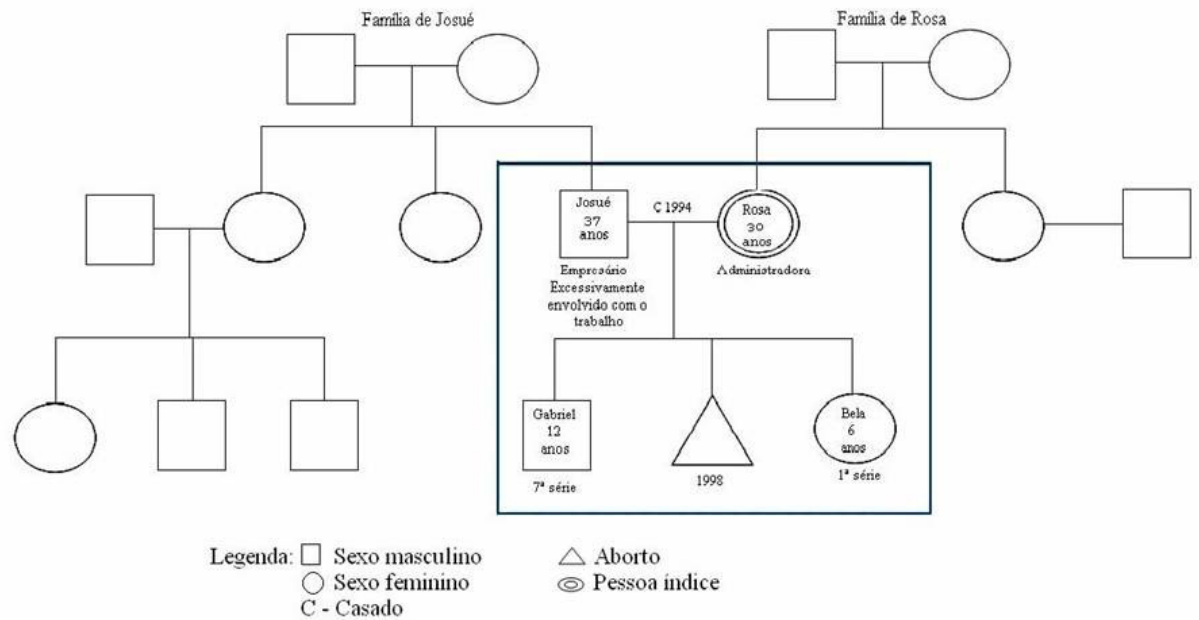 Família de Josué
Família de Rosa
Josué
37
anos
C 1994
Rosa
30
anos
Empresário
Excessivamente
envolvido com o
trabalho
Administradora
Gabriel
12
anos
Bela
6
anos
7ª série
1998
1ª série
Legenda:
Sexo masculino
Aborto
Sexo feminino
Pessoa índice
C - Casado